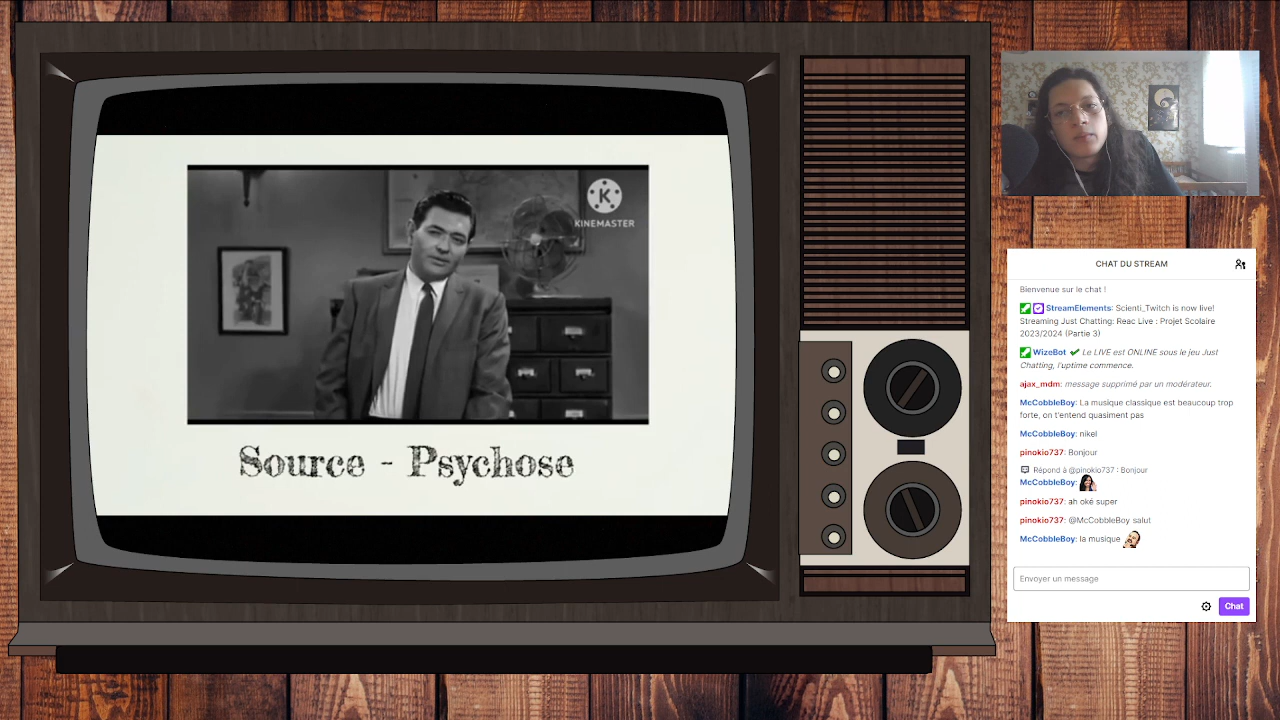 KINEMASTER
Source - Psychose
CHAT DU STREAM
Bienvenue sur le chat !
StreamElements: Scienti_Twitch is now live!
Streaming Just Chatting: Reac Live : Projet Scolaire
2023/2024 (Partie 3)
WizeBot Le LIVE est ONLINE sous le jeu Just
Chatting, l'uptime commence.
ajax_mdm: message supprimé par un modérateur.
McCobbleBoy: La musique classique est beaucoup trop
forte, on t'entend quasiment pas
McCobbleBoy: nikel
pinokio737: Bonjour
Répond à @pinokio737 : Bonjour
McCobbleBoy:
pinokio737: ah oké super
pinokio737: @McCobbleBoy salut
McCobbleBoy: la musique
Envoyer un message
Chat